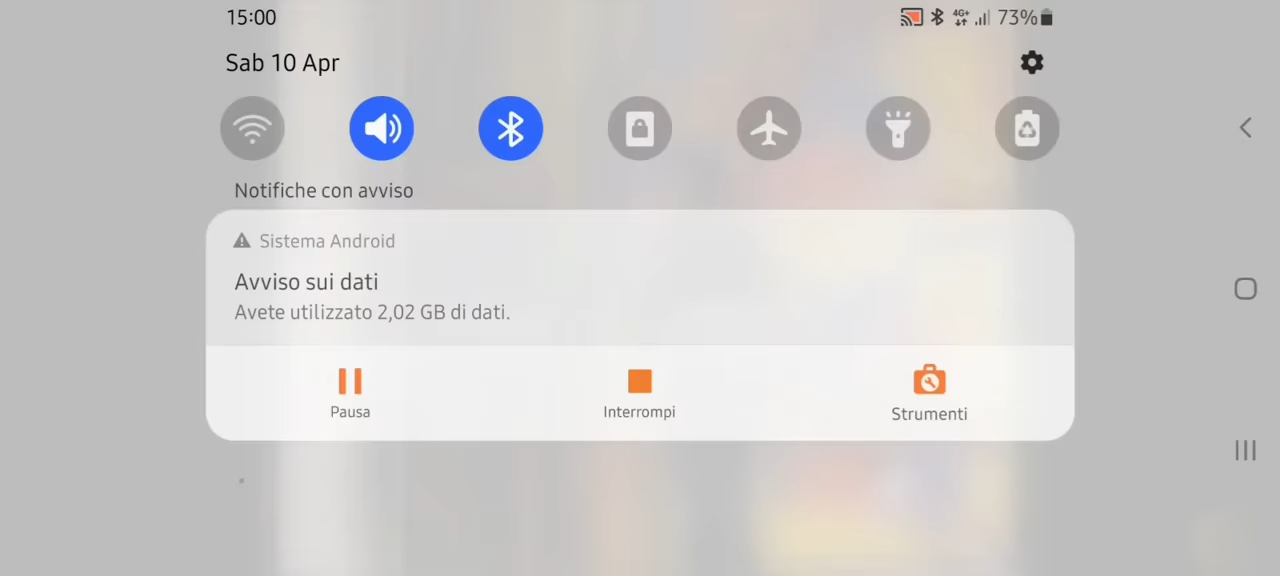 15:00
4G+ 73%
Sab 10 Apr
Notifiche con avviso
Sistema Android
Avviso sui dati
Avete utilizzato 2,02 GB di dati.
Pausa
Interrompi
Strumenti